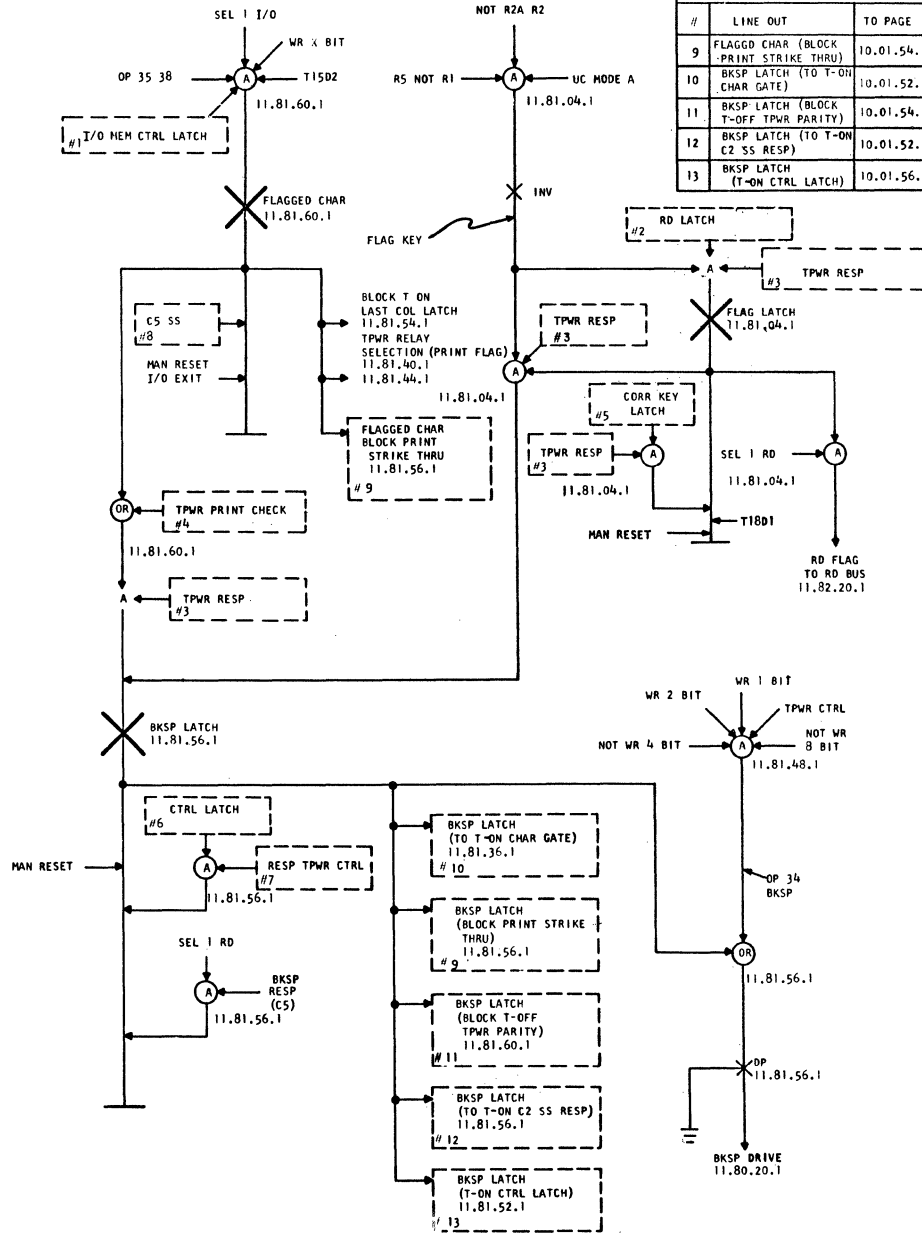 SEL 1 I/O
WR X BIT
OP 35 38
A
T15D2
11.81.60.1
#1 I/O MEM CTRL LATCH
FLAGGED CHAR
11.81.60.1
NOT R2A R2
R5 NOT R1
A
UC MODE A
11.81.04.1
INV
FLAG KEY
# LINE OUT TO PAGE
9 FLAGGD CHAR (BLOCK PRINT STRIKE THRU) 10.01.54.
10 BKSP LATCH (TO T-ON CHAR GATE) 10.01.52.
11 BKSP LATCH (BLOCK T-OFF TPWR PARITY) 10.01.54.
12 BKSP LATCH (TO T-ON C2 SS RESP) 10.01.52.
13 BKSP LATCH (T-ON CTRL LATCH) 10.01.56.
RD LATCH
#2
A
TPWR RESP
#3
FLAG LATCH
11.81.04.1
C5 SS
#8
MAN RESET
I/O EXIT
BLOCK T ON
LAST COL LATCH
11.81.54.1
TPWR RELAY
SELECTION (PRINT FLAG)
11.81.40.1
11.81.44.1
FLAGGED CHAR
BLOCK PRINT
STRIKE THRU
11.81.56.1
# 9
TPWR RESP
#3
A
11.81.04.1
CORR KEY
LATCH
#5
TPWR RESP
#3
A
11.81.04.1
SEL 1 RD
A
11.81.04.1
T18D1
MAN RESET
RD FLAG
TO RD BUS
11.82.20.1
OR
TPWR PRINT CHECK
#4
11.81.60.1
A
TPWR RESP
#3
BKSP LATCH
11.81.56.1
WR 1 BIT
WR 2 BIT
TPWR CTRL
NOT WR 4 BIT
A
NOT WR
8 BIT
11.81.48.1
CTRL LATCH
#6
MAN RESET
A
RESP TPWR CTRL
#7
11.81.56.1
SEL 1 RD
A
BKSP
RESP
(C5)
11.81.56.1
BKSP LATCH
(TO T-ON CHAR GATE)
11.81.36.1
# 10
BKSP LATCH
(BLOCK PRINT STRIKE
THRU)
11.81.56.1
# 9
BKSP LATCH
(BLOCK T-OFF
TPWR PARITY)
11.81.60.1
# 11
BKSP LATCH
(TO T-ON C2 SS RESP)
11.81.56.1
# 12
BKSP LATCH
(T-ON CTRL LATCH)
11.81.52.1
# 13
OP 34
BKSP
OR
11.81.56.1
DP
11.81.56.1
BKSP DRIVE
11.80.20.1